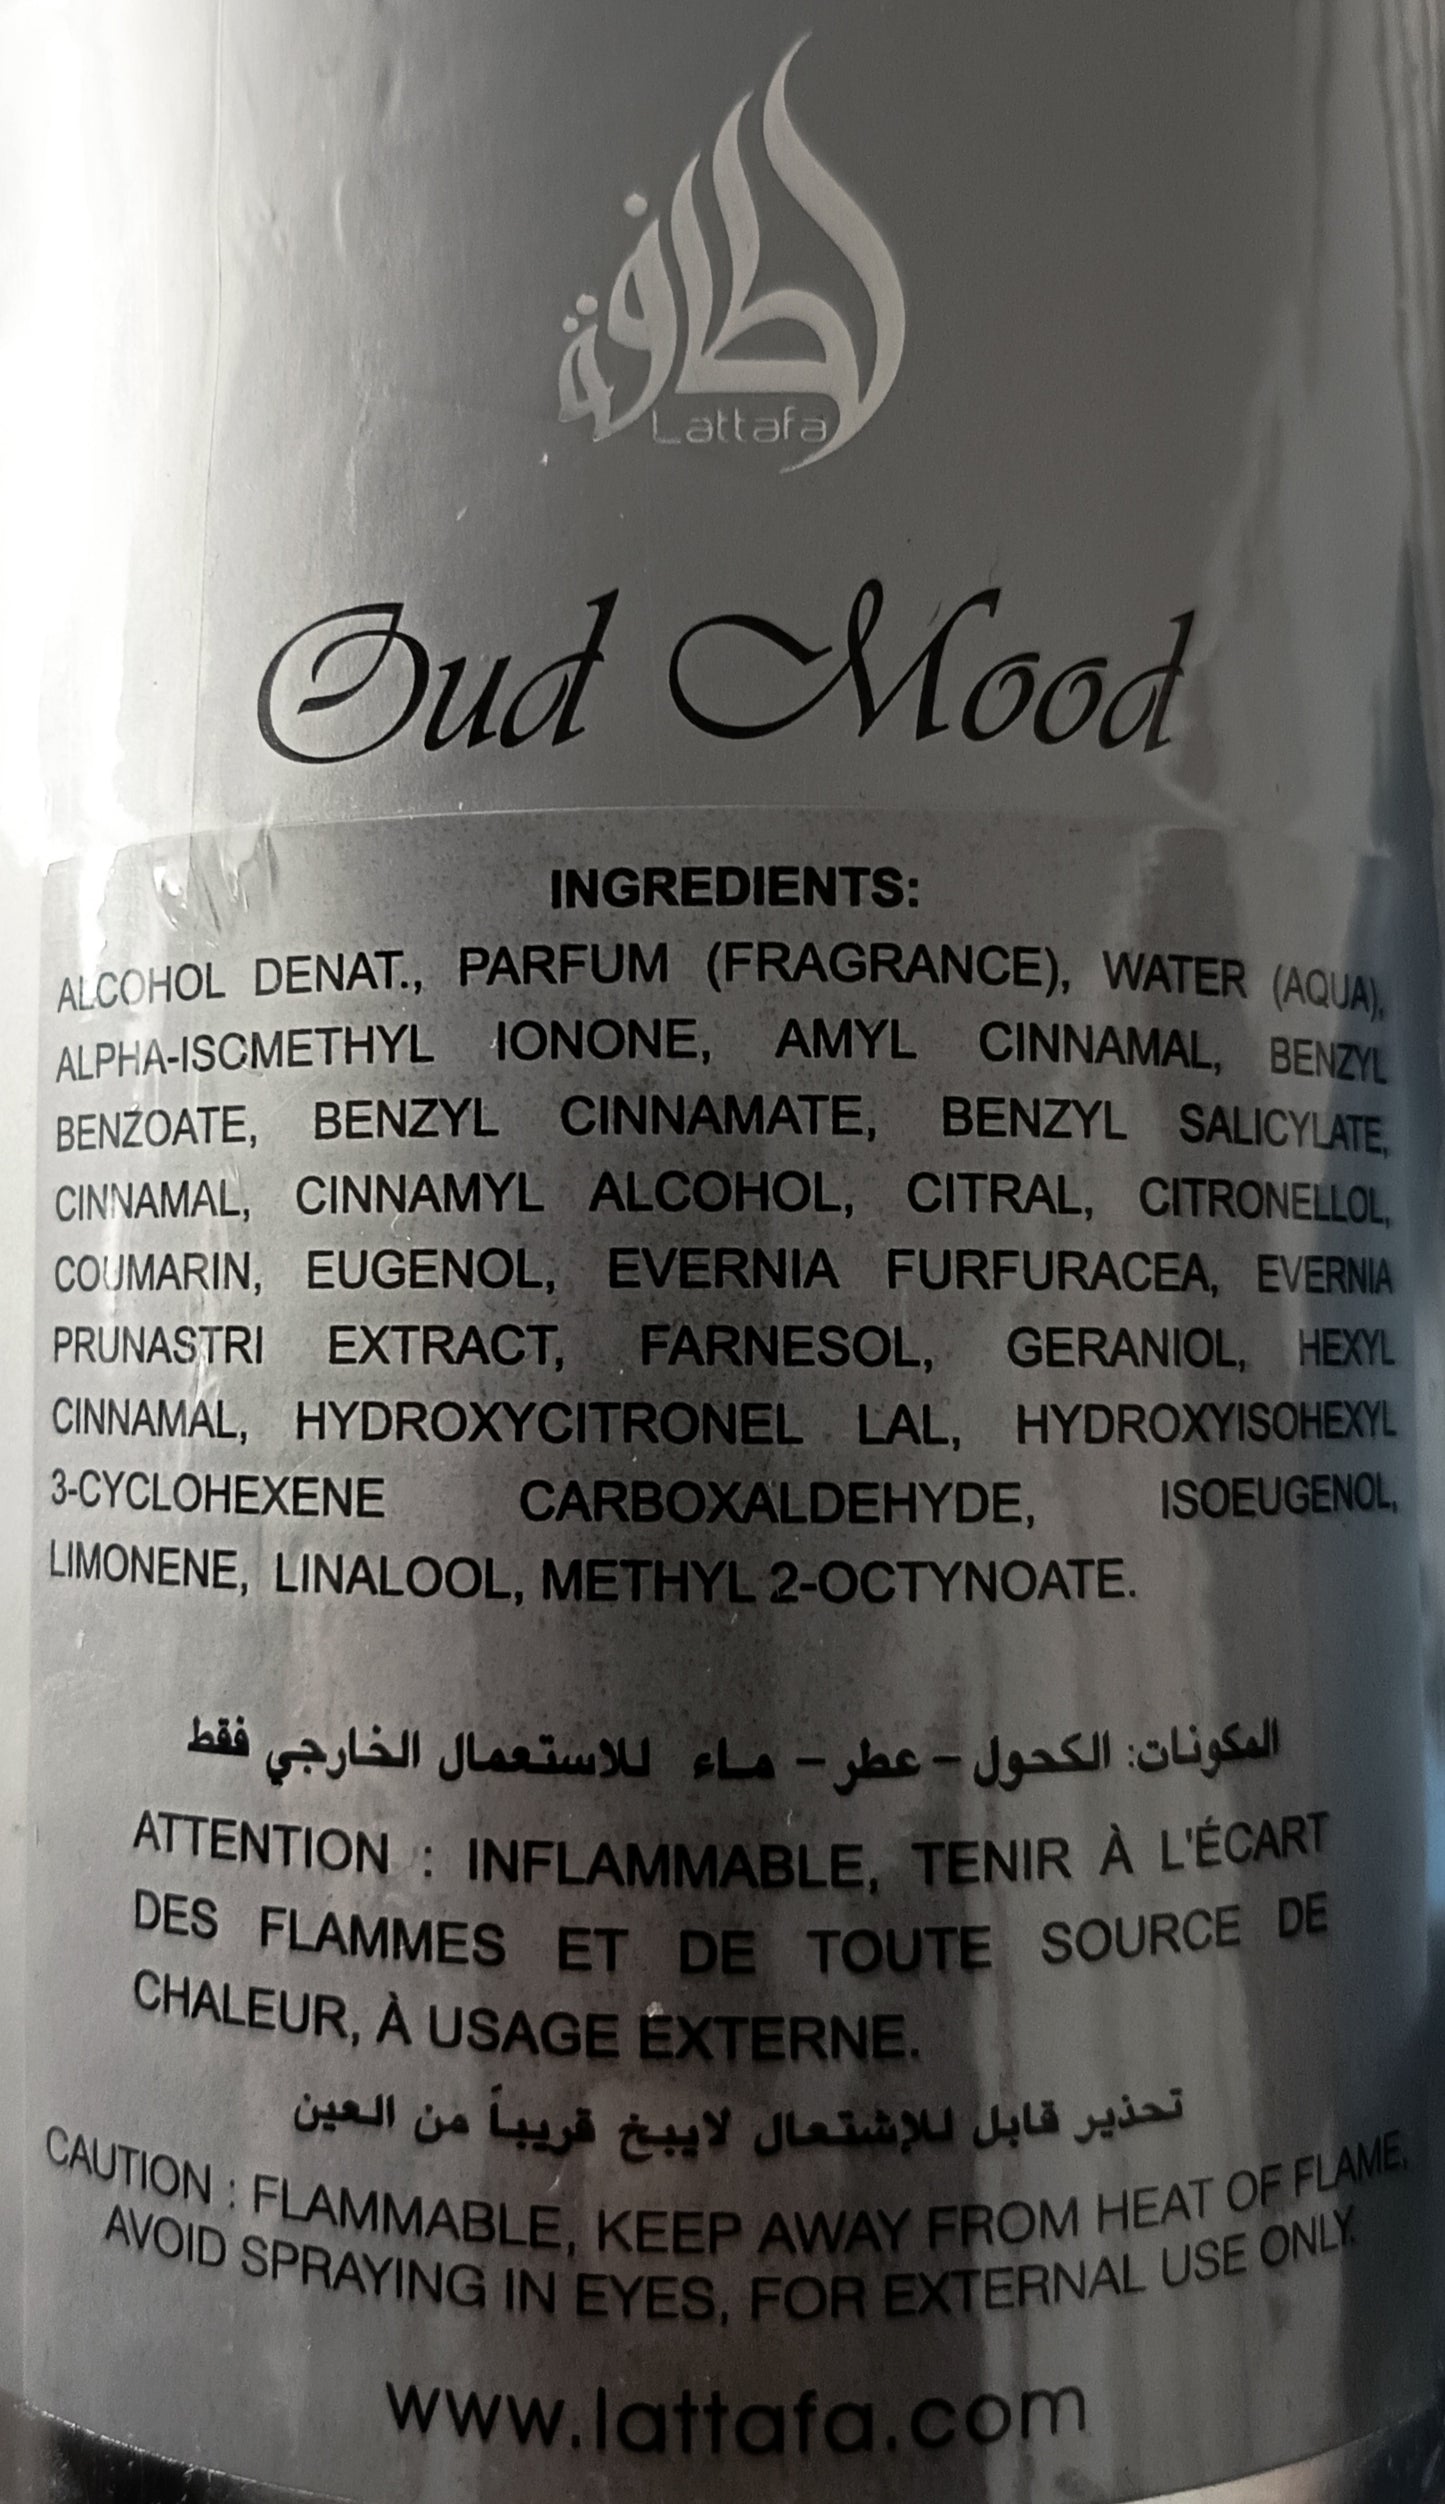 لطافة
Lattafa
Oud Mood
INGREDIENTS:
ALCOHOL DENAT., PARFUM (FRAGRANCE), WATER (AQUA),
ALPHA-ISCMETHYL IONONE, AMYL CINNAMAL, BENZYL
BENZOATE, BENZYL CINNAMATE, BENZYL SALICYLATE,
CINNAMAL, CINNAMYL ALCOHOL, CITRAL, CITRONELLOL,
COUMARIN, EUGENOL, EVERNIA FURFURACEA, EVERNIA
PRUNASTRI EXTRACT, FARNESOL, GERANIOL, HEXYL
CINNAMAL, HYDROXYCITRONEL LAL, HYDROXYISOHEXYL
3-CYCLOHEXENE CARBOXALDEHYDE, ISOEUGENOL,
LIMONENE, LINALOOL, METHYL 2-OCTYNOATE.
المكونات: الكحول - عطر - ماء للاستعمال الخارجي فقط
ATTENTION : INFLAMMABLE, TENIR À L'ÉCART
DES FLAMMES ET DE TOUTE SOURCE DE
CHALEUR, À USAGE EXTERNE.
تحذير قابل للإشتعال لايبخ قريباً من العين
CAUTION : FLAMMABLE, KEEP AWAY FROM HEAT OF FLAME,
AVOID SPRAYING IN EYES, FOR EXTERNAL USE ONLY.
www.lattafa.com